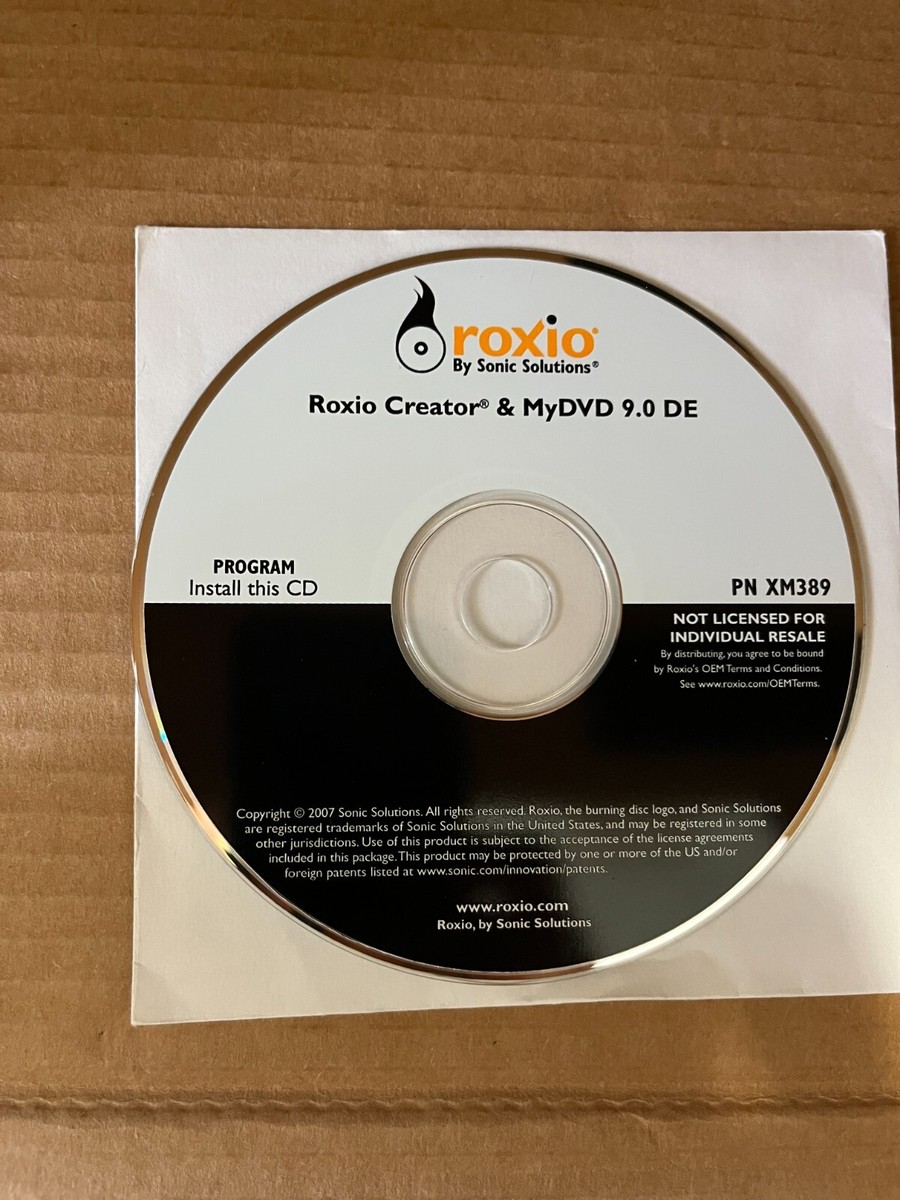 roxio®
By Sonic Solutions®
Roxio Creator® & MyDVD 9.0 DE
PROGRAM
Install this CD
PN XM389
NOT LICENSED FOR
INDIVIDUAL RESALE
By distributing, you agree to be bound
by Roxio's OEM Terms and Conditions.
See www.roxio.com/OEMTerms.
Copyright © 2007 Sonic Solutions. All rights reserved. Roxio, the burning disc logo, and Sonic Solutions
are registered trademarks of Sonic Solutions in the United States, and may be registered in some
other jurisdictions. Use of this product is subject to the acceptance of the license agreements
included in this package. This product may be protected by one or more of the US and/or
foreign patents listed at www.sonic.com/innovation/patents.
www.roxio.com
Roxio, by Sonic Solutions